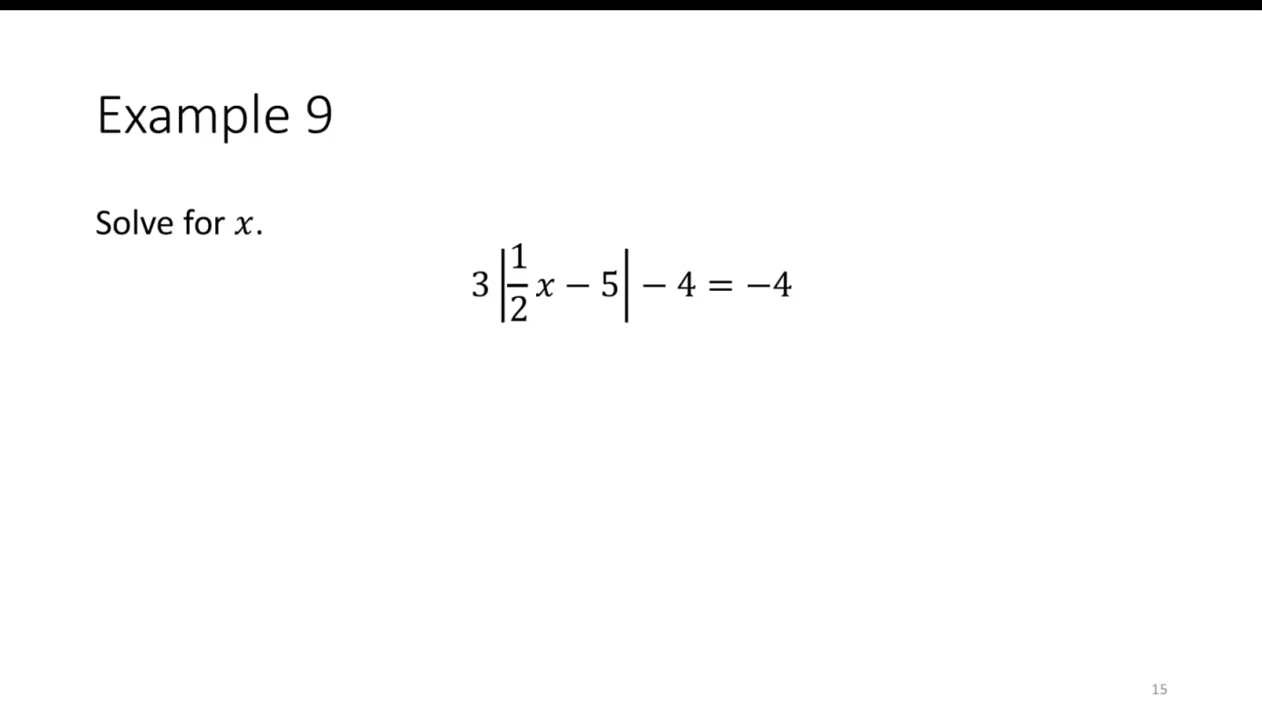 Example 9
Solve for 𝑥.
3 |1/2 𝑥 − 5| − 4 = −4
15